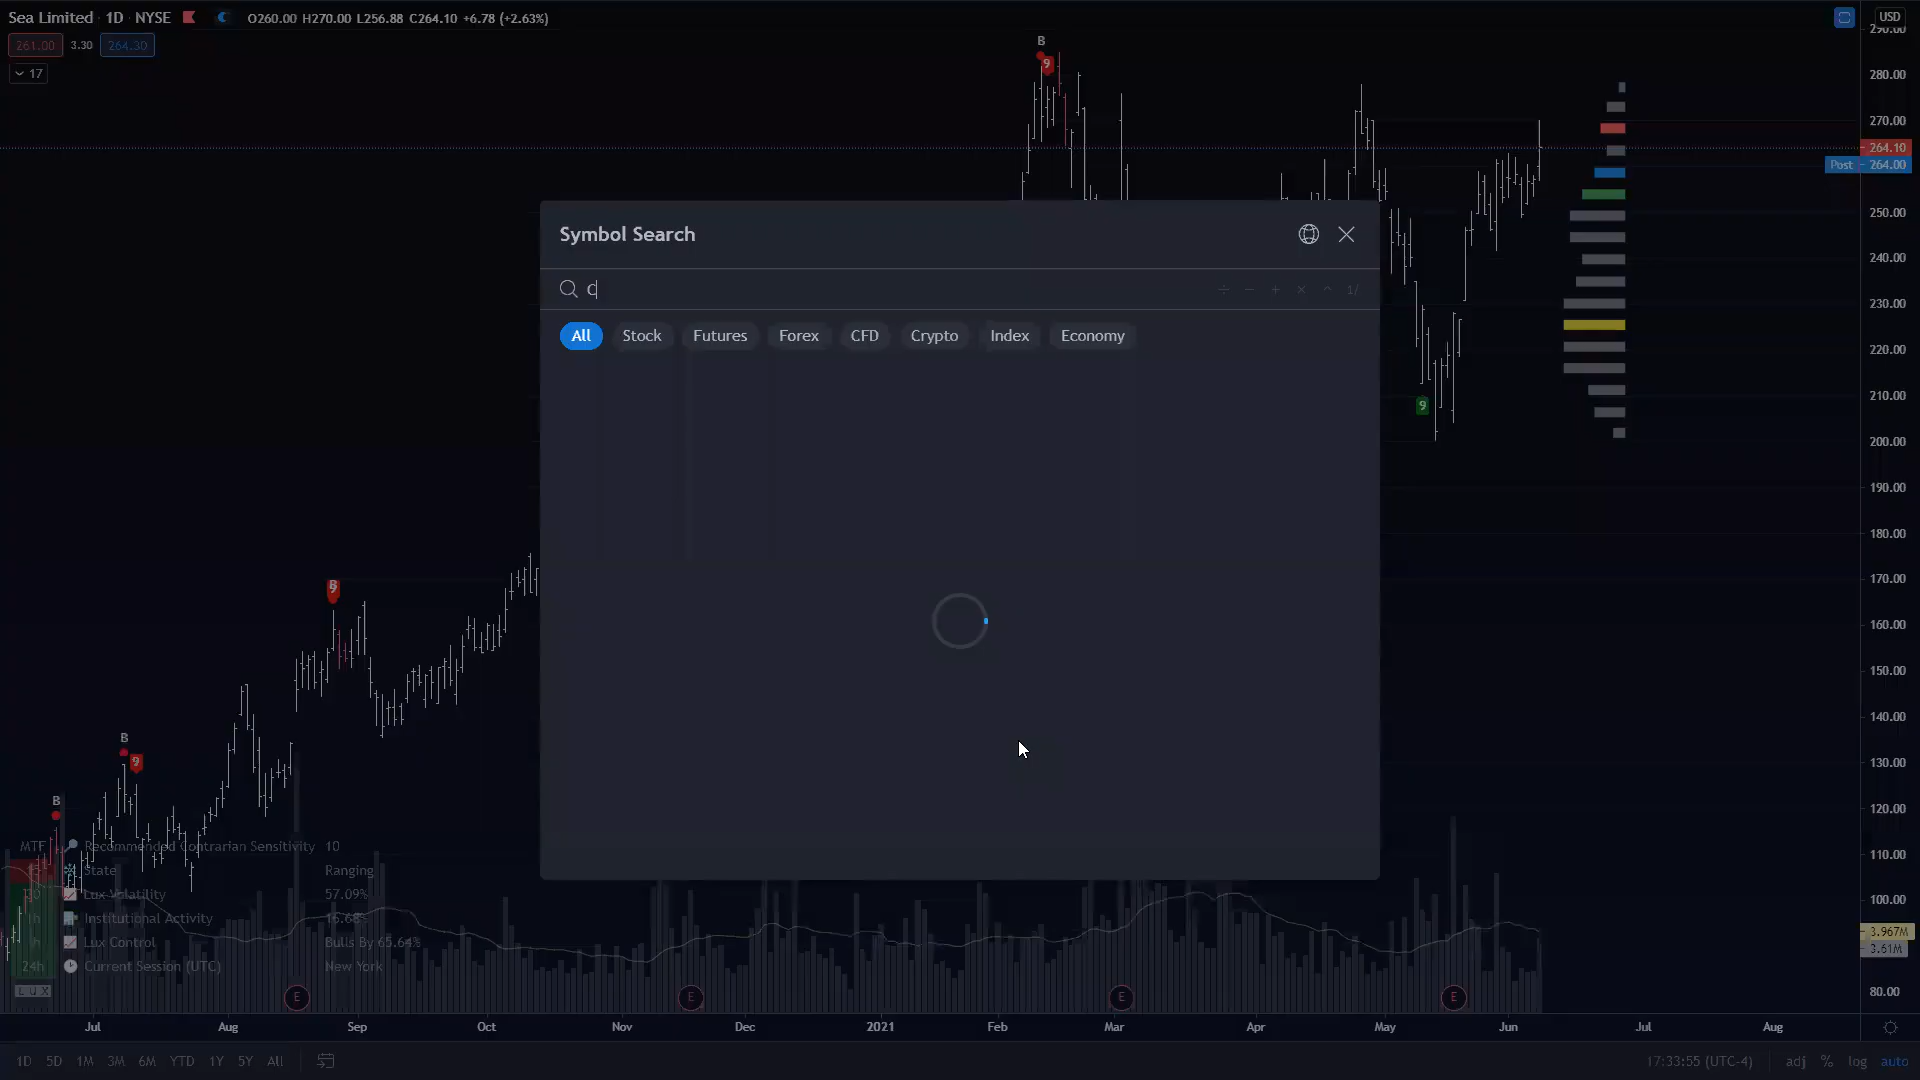 Sea Limited · 1D · NYSE O260.00 H270.00 L256.88 C264.10 +6.78 (+2.63%)
USD
261.00 3.30 264.30
17
290.00
280.00
270.00
264.10
Post 264.00
250.00
240.00
230.00
220.00
210.00
200.00
190.00
180.00
170.00
160.00
150.00
140.00
130.00
120.00
110.00
100.00
3.967M
3.61M
80.00
B
9
Symbol Search
C
÷ − + × ^ 1/
All Stock Futures Forex CFD Crypto Index Economy
9
B
9
B
9
B
MTF Recommended Contrarian Sensitivity 10
State Ranging
Lux Volatility 57.09%
Institutional Activity 16.68%
Lux Control Bulls By 65.64%
24h Current Session (UTC) New York
LUX
E E E E
Jul Aug Sep Oct Nov Dec 2021 Feb Mar Apr May Jun Jul Aug
1D 5D 1M 3M 6M YTD 1Y 5Y All
17:33:55 (UTC-4) adj % log auto